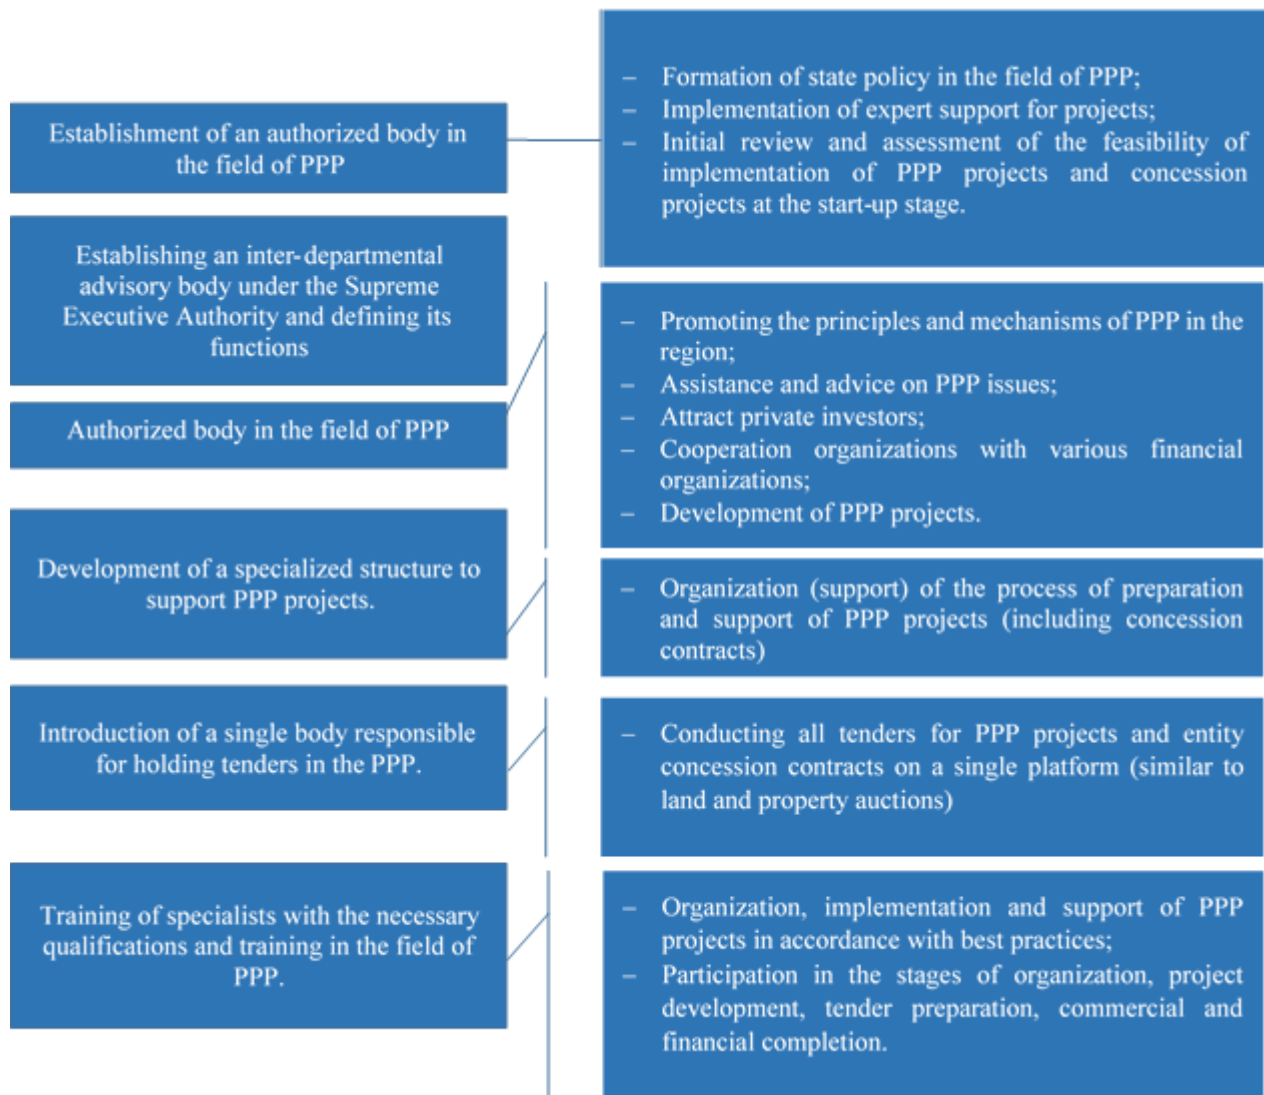 Establishment of an authorized body in
the field of PPP
– Formation of state policy in the field of PPP;
– Implementation of expert support for projects;
– Initial review and assessment of the feasibility of
implementation of PPP projects and concession
projects at the start-up stage.
Establishing an inter-departmental
advisory body under the Supreme
Executive Authority and defining its
functions
Authorized body in the field of PPP
– Promoting the principles and mechanisms of PPP in the
region;
– Assistance and advice on PPP issues;
– Attract private investors;
– Cooperation organizations with various financial
organizations;
– Development of PPP projects.
Development of a specialized structure to
support PPP projects.
– Organization (support) of the process of preparation
and support of PPP projects (including concession
contracts)
Introduction of a single body responsible
for holding tenders in the PPP.
– Conducting all tenders for PPP projects and entity
concession contracts on a single platform (similar to
land and property auctions)
Training of specialists with the necessary
qualifications and training in the field of
PPP.
– Organization, implementation and support of PPP
projects in accordance with best practices;
– Participation in the stages of organization, project
development, tender preparation, commercial and
financial completion.